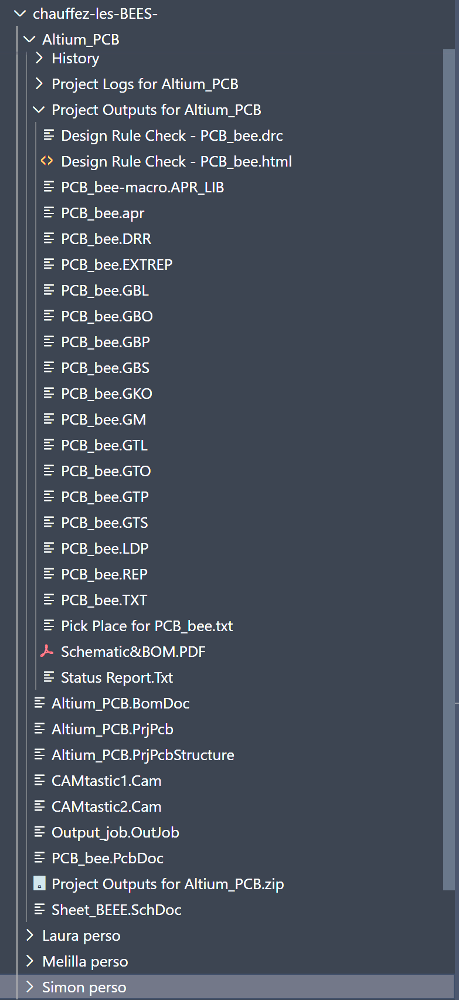 chauffez-les-BEES-
Altium_PCB
History
Project Logs for Altium_PCB
Project Outputs for Altium_PCB
Design Rule Check - PCB_bee.drc
Design Rule Check - PCB_bee.html
PCB_bee-macro.APR_LIB
PCB_bee.apr
PCB_bee.DRR
PCB_bee.EXTREP
PCB_bee.GBL
PCB_bee.GBO
PCB_bee.GBP
PCB_bee.GBS
PCB_bee.GKO
PCB_bee.GM
PCB_bee.GTL
PCB_bee.GTO
PCB_bee.GTP
PCB_bee.GTS
PCB_bee.LDP
PCB_bee.REP
PCB_bee.TXT
Pick Place for PCB_bee.txt
Schematic&BOM.PDF
Status Report.Txt
Altium_PCB.BomDoc
Altium_PCB.PrjPcb
Altium_PCB.PrjPcbStructure
CAMtastic1.Cam
CAMtastic2.Cam
Output_job.OutJob
PCB_bee.PcbDoc
Project Outputs for Altium_PCB.zip
Sheet_BEEE.SchDoc
Laura perso
Melilla perso
Simon perso